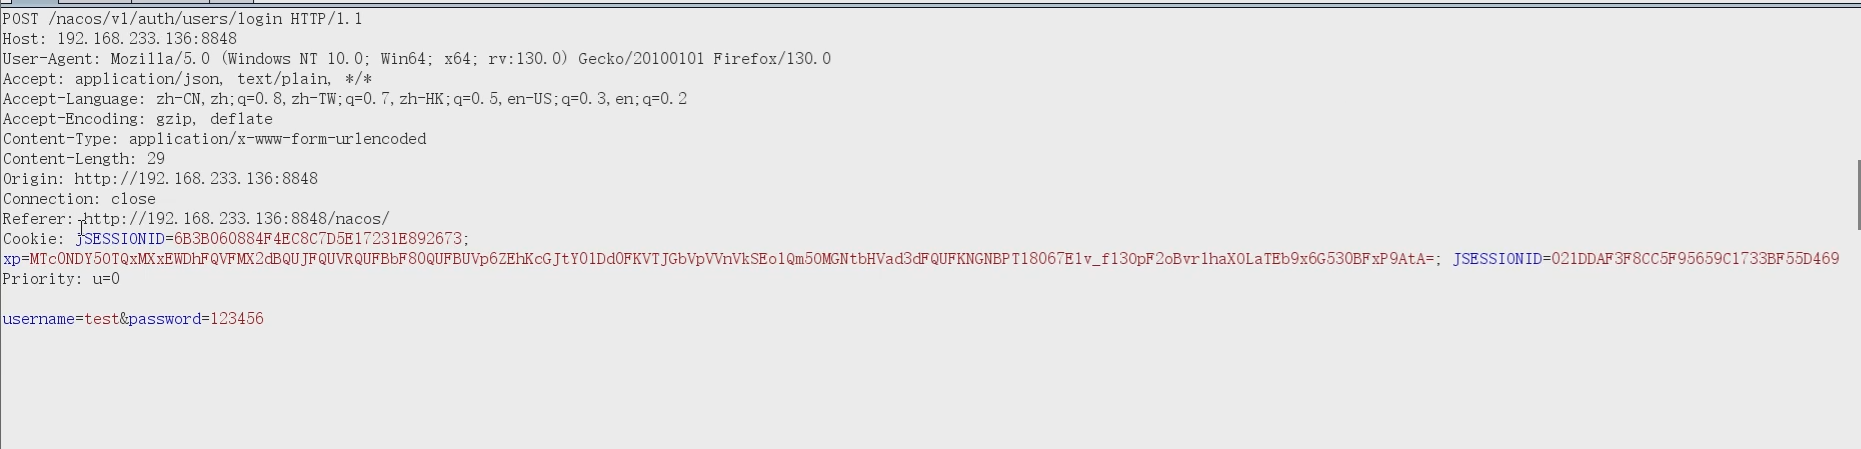 POST /nacos/v1/auth/users/login HTTP/1.1
Host: 192.168.233.136:8848
User-Agent: Mozilla/5.0 (Windows NT 10.0; Win64; x64; rv:130.0) Gecko/20100101 Firefox/130.0
Accept: application/json, text/plain, */*
Accept-Language: zh-CN,zh;q=0.8,zh-TW;q=0.7,zh-HK;q=0.5,en-US;q=0.3,en;q=0.2
Accept-Encoding: gzip, deflate
Content-Type: application/x-www-form-urlencoded
Content-Length: 29
Origin: http://192.168.233.136:8848
Connection: close
Referer: http://192.168.233.136:8848/nacos/
Cookie: jSESSIONID=6B3B060884F4EC8C7D5E17231E892673;
xp=MTc0NDY5OTQxMXxEWDhFQVFMX2dBQUJFQUVRQUFBbF80QUFBUVp6ZEhKcGJtY01Dd0FKVTJGbVpVVnVkSEo1Qm50MGNtbHVad3dFQUFKNGNBPT18O67E1v_f130pF2oBvr1haX0LaTEb9x6G530BFxP9AtA=; JSESSIONID=021DDAF3F8CC5F95659C1733BF55D469
Priority: u=0
username=test&password=123456